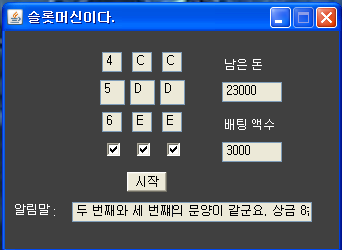 슬롯머신이다.
4 C C
남은 돈
5 D D
23000
6 E E
배팅 액수
3000
시작
알림말 : 두 번째와 세 번째의 문양이 같군요. 상금 8